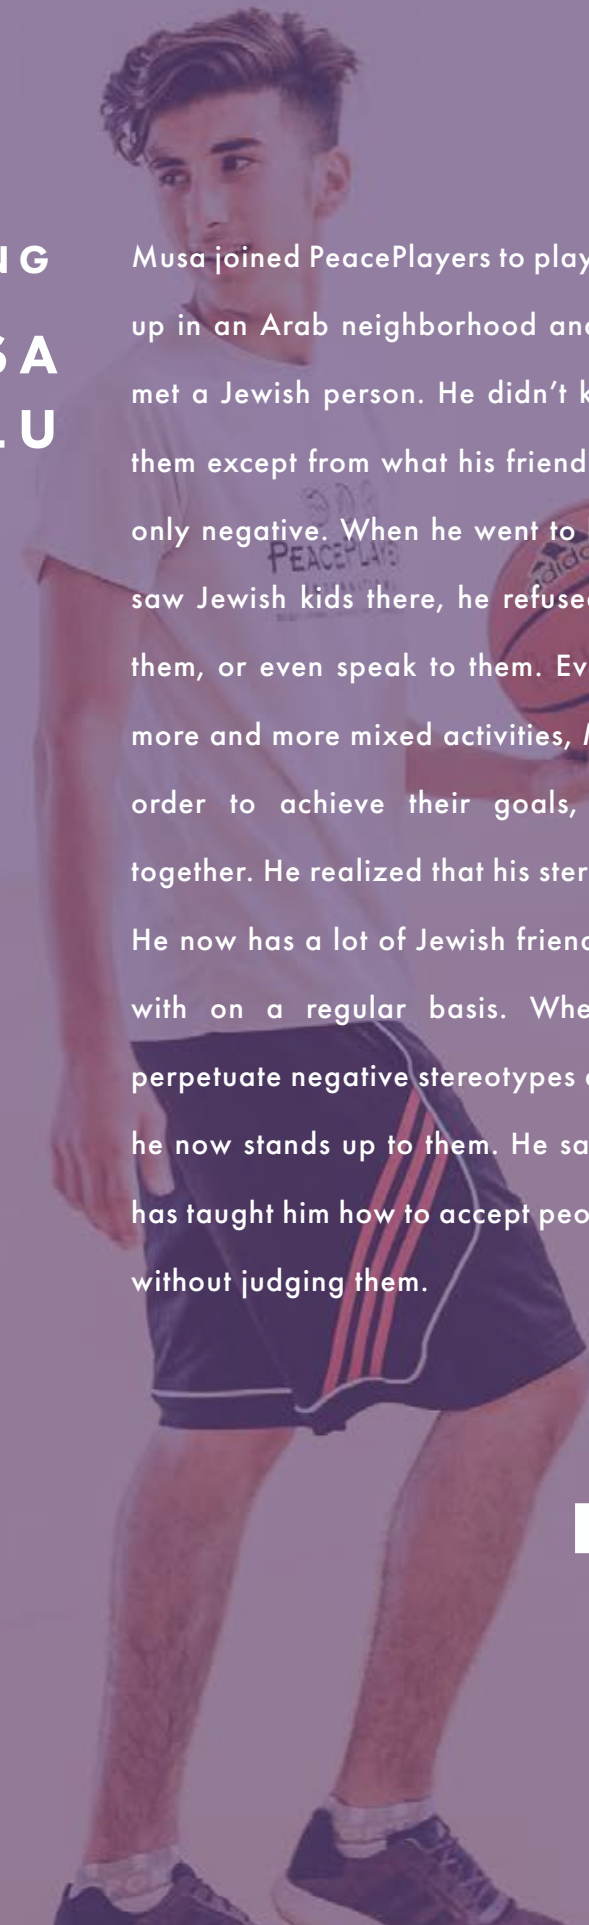 NG
SA
LU
Musa joined PeacePlayers to play
up in an Arab neighborhood and
met a Jewish person. He didn't k
them except from what his friend
only negative. When he went to
saw Jewish kids there, he refused
them, or even speak to them. Ev
more and more mixed activities, M
order to achieve their goals,
together. He realized that his ster
He now has a lot of Jewish friend
with on a regular basis. Whe
perpetuate negative stereotypes
he now stands up to them. He sa
has taught him how to accept peo
without judging them.
PEACEPLAYERS
adidas